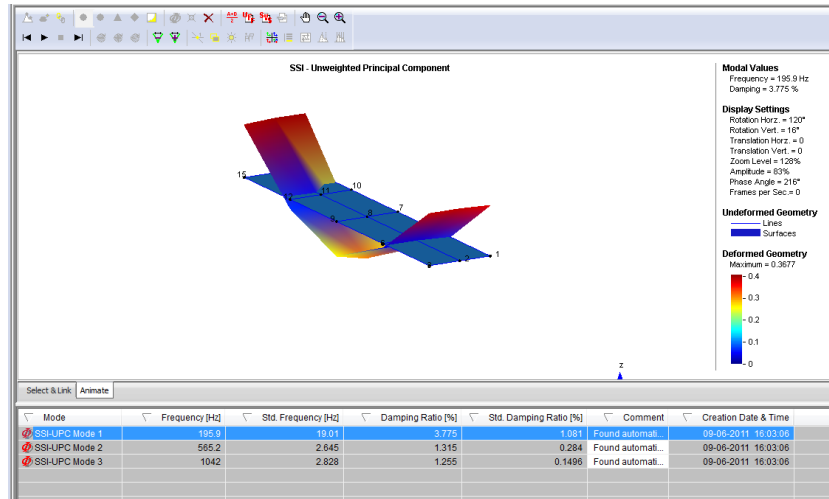 SSI - Unweighted Principal Component
Modal Values
Frequency = 195.9 Hz
Damping = 3.775 %
Display Settings
Rotation Horz. = 120°
Rotation Vert. = 16°
Translation Horz. = 0
Translation Vert. = 0
Zoom Level = 128%
Amplitude = 83%
Phase Angle = 216°
Frames per Sec.= 0
Undeformed Geometry
Lines
Surfaces
Deformed Geometry
Maximum = 0.3677
0.4
0.3
0.2
0.1
0
15
12
11
10
9
8
7
6
2
1
z
Select & Link Animate
Mode Frequency [Hz] Std. Frequency [Hz] Damping Ratio [%] Std. Damping Ratio [%] Comment Creation Date & Time
SSI-UPC Mode 1 195.9 19.01 3.775 1.081 Found automati... 09-06-2011 16:03:06
SSI-UPC Mode 2 565.2 2.645 1.315 0.284 Found automati... 09-06-2011 16:03:06
SSI-UPC Mode 3 1042 2.828 1.255 0.1496 Found automati... 09-06-2011 16:03:06